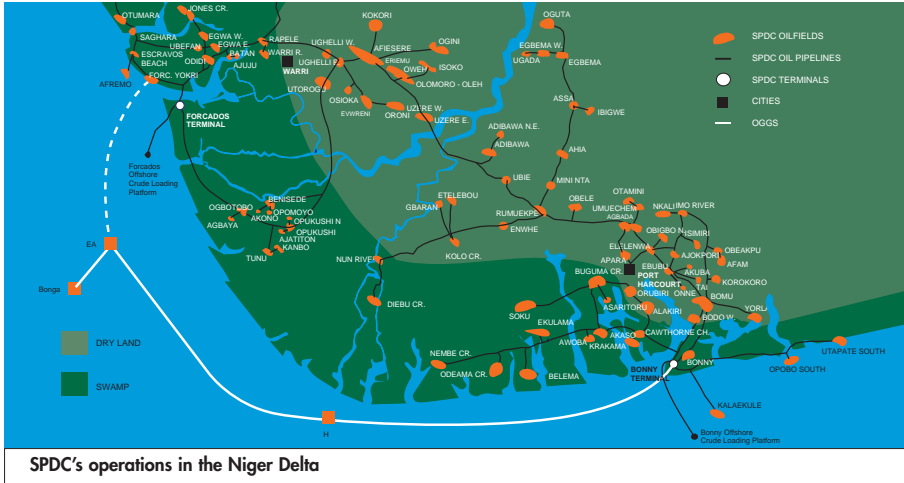 OTUMARA
JONES CR.
SAGHARA
EGWA W.
UBEFAN
EGWA E.
ESCRAVOS
BEACH
ODIDI
BATAN
AJUJU
AFREMO
FORC. YOKRI
RAPELE
WARRI R.
WARRI
UGHELLI W.
UGHELLI E.
KOKORI
AFIESERE
ERIEMU
OGINI
OWEH
ISOKO
OLOMORO - OLEH
UTOROGU
OSIOKA
EVWRENI
ORONI
UZERE W.
UZERE E.
OGUTA
EGBEMA W.
UGADA
EGBEMA
ASSA
IBIGWE
ADIBAWA N.E.
ADIBAWA
AHIA
UBIE
MINI NTA
SPDC OILFIELDS
SPDC OIL PIPELINES
SPDC TERMINALS
CITIES
OGGS
FORCADOS
TERMINAL
Forcados
Offshore
Crude Loading
Platform
OGBOTOBO
BENISEDE
AKONO
OPOMOYO
AGBAYA
OPUKUSHI N
OPUKUSHI
AJATITON
KANBO
TUNU
ETELEBOU
GBARAN
RUMUEKPE
ENWHE
KOLO CR.
NUN RIVER
DIEBU CR.
OBELE
OTAMINI
UMUECHEM
AGBADA
NKALI
IMO RIVER
OBIGBO N.
ISIMIRI
ELELENWA
AJOKPORI
OBEAKPU
AFAM
APARA
EBUBU
AKUBA
KOROKORO
PORT
HARCOURT
TAI
ONNE
BUGUMA CR.
ORUBIRI
BOMU
ASARITORU
ALAKIRI
BODO W.
YORLA
SOKU
EKULAMA
AWOBA
KRAKAMA
AKASO
CAWTHORNE CH.
NEMBE CR.
ODEAMA CR.
BELEMA
BONNY
TERMINAL
BONNY
OPOBO SOUTH
UTAPATE SOUTH
KALAEKULE
Bonny Offshore
Crude Loading Platform
EA
Bonga
H
DRY LAND
SWAMP
SPDC's operations in the Niger Delta